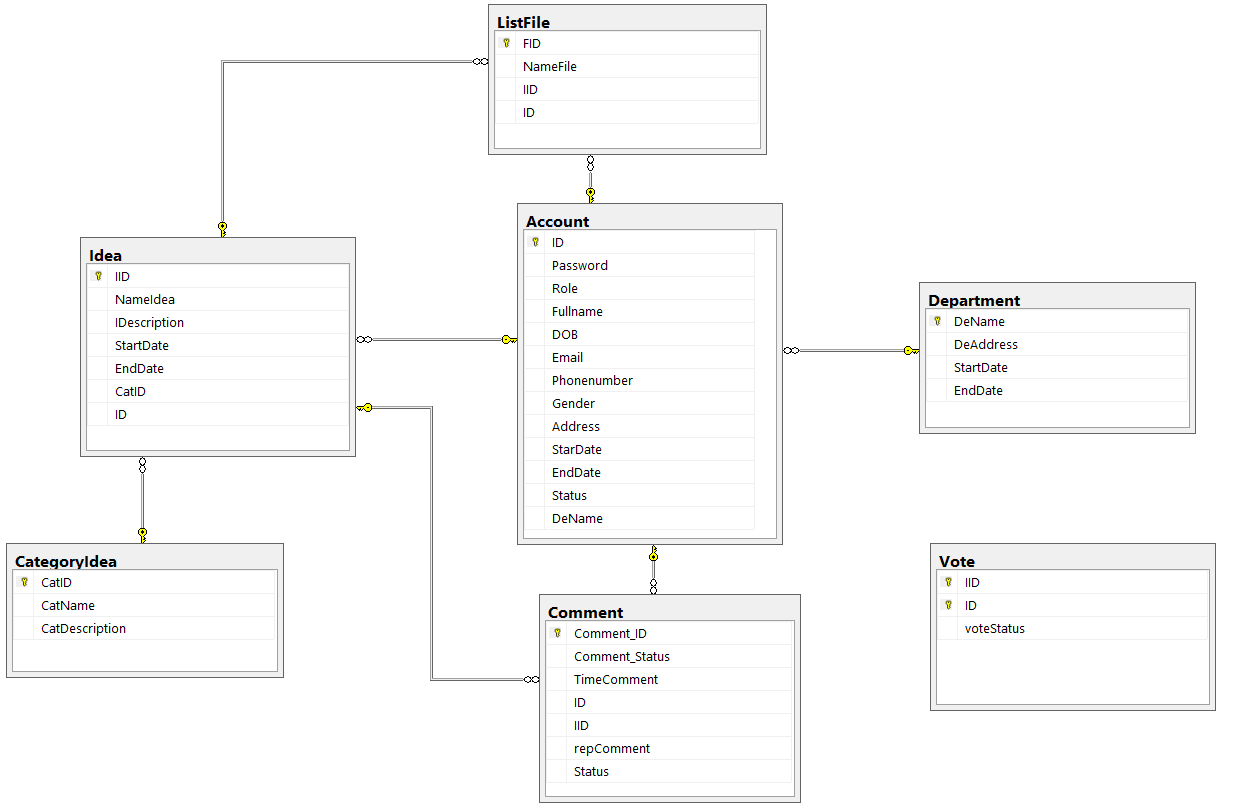 ListFile
FID
NameFile
IID
ID
Idea
IID
NameIdea
IDescription
StartDate
EndDate
CatID
ID
Account
ID
Password
Role
Fullname
DOB
Email
Phonenumber
Gender
Address
StarDate
EndDate
Status
DeName
Department
DeName
DeAddress
StartDate
EndDate
CategoryIdea
CatID
CatName
CatDescription
Comment
Comment_ID
Comment_Status
TimeComment
ID
IID
repComment
Status
Vote
IID
ID
voteStatus